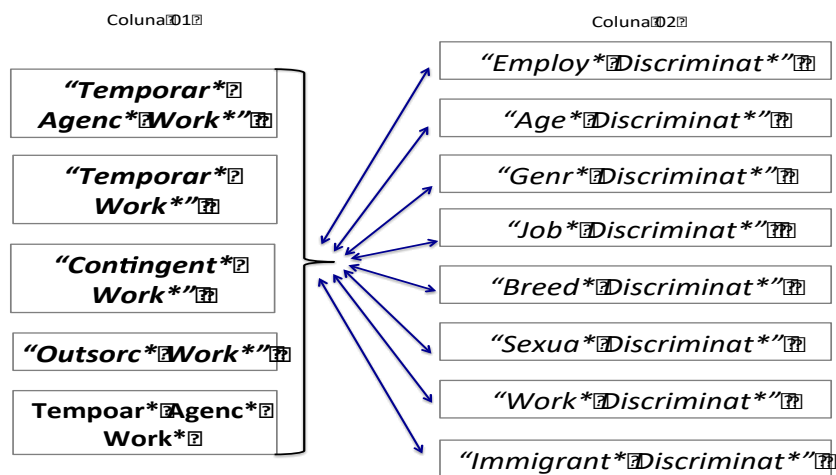 Coluna 01
Coluna 02
“Temporar*
Agenc* Work*”
“Temporar*
Work*”
“Contingent*
Work*”
“Outsorc* Work*”
Tempoar* Agenc*
Work*
“Employ* Discriminat*”
“Age* Discriminat*”
“Genr* Discriminat*”
“Job* Discriminat*”
“Breed* Discriminat*”
“Sexua* Discriminat*”
“Work* Discriminat*”
“Immigrant* Discriminat*”